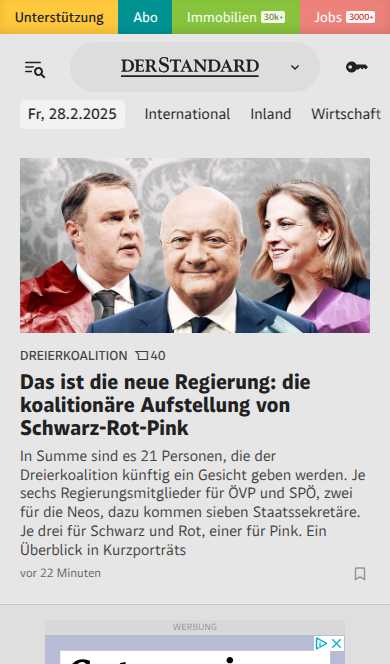 Unterstützung Abo Immobilien 30k+ Jobs 3000+
DERSTANDARD
Fr, 28.2.2025 International Inland Wirtschaft
DREIERKOALITION 40
Das ist die neue Regierung: die
koalitionäre Aufstellung von
Schwarz-Rot-Pink
In Summe sind es 21 Personen, die der
Dreierkoalition künftig ein Gesicht geben werden. Je
sechs Regierungsmitglieder für ÖVP und SPÖ, zwei
für die Neos, dazu kommen sieben Staatssekretäre.
Je drei für Schwarz und Rot, einer für Pink. Ein
Überblick in Kurzporträts
vor 22 Minuten
WERBUNG